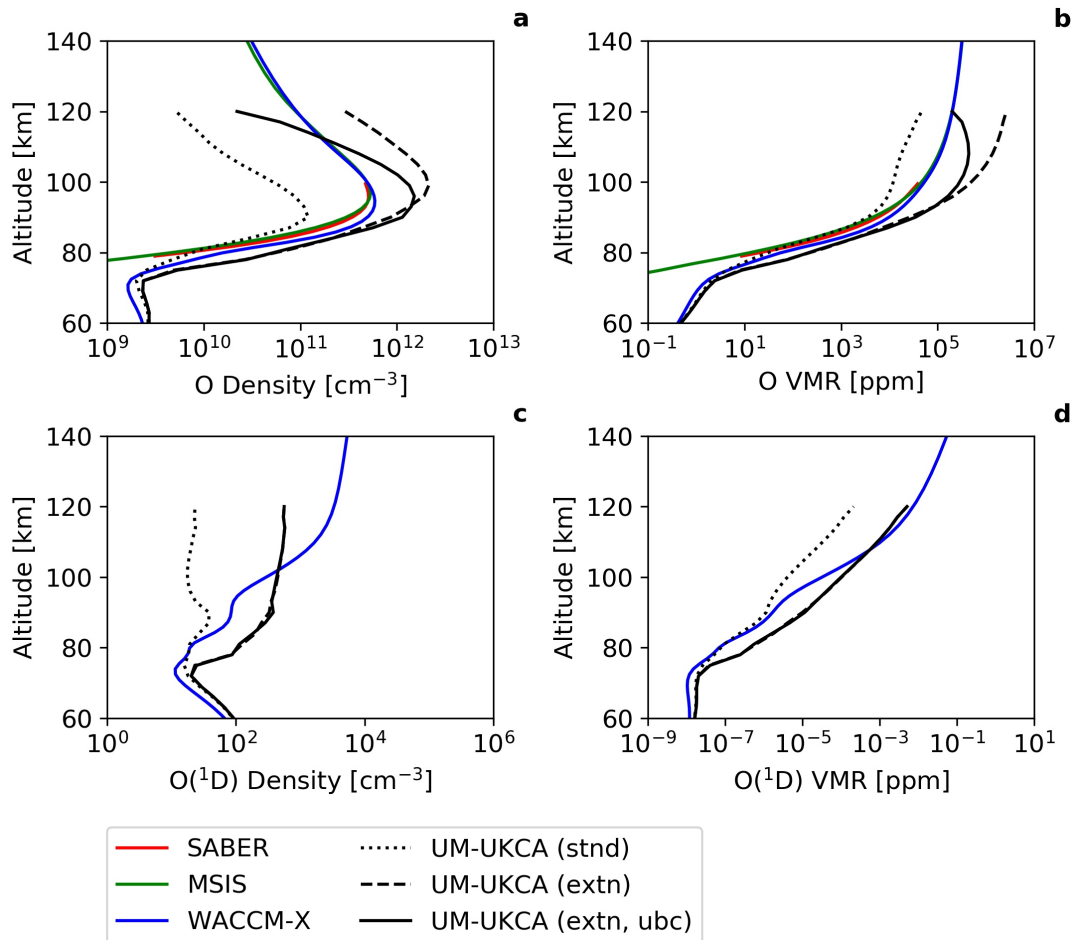 a
140
120
100
80
60
Altitude [km]
10⁹ 10¹⁰ 10¹¹ 10¹² 10¹³
O Density [cm⁻³]
b
140
120
100
80
60
Altitude [km]
10⁻¹ 10¹ 10³ 10⁵ 10⁷
O VMR [ppm]
c
140
120
100
80
60
Altitude [km]
10⁰ 10² 10⁴ 10⁶
O(¹D) Density [cm⁻³]
d
140
120
100
80
60
Altitude [km]
10⁻⁹ 10⁻⁷ 10⁻⁵ 10⁻³ 10⁻¹ 10¹
O(¹D) VMR [ppm]
SABER
MSIS
WACCM-X
UM-UKCA (stnd)
UM-UKCA (extn)
UM-UKCA (extn, ubc)